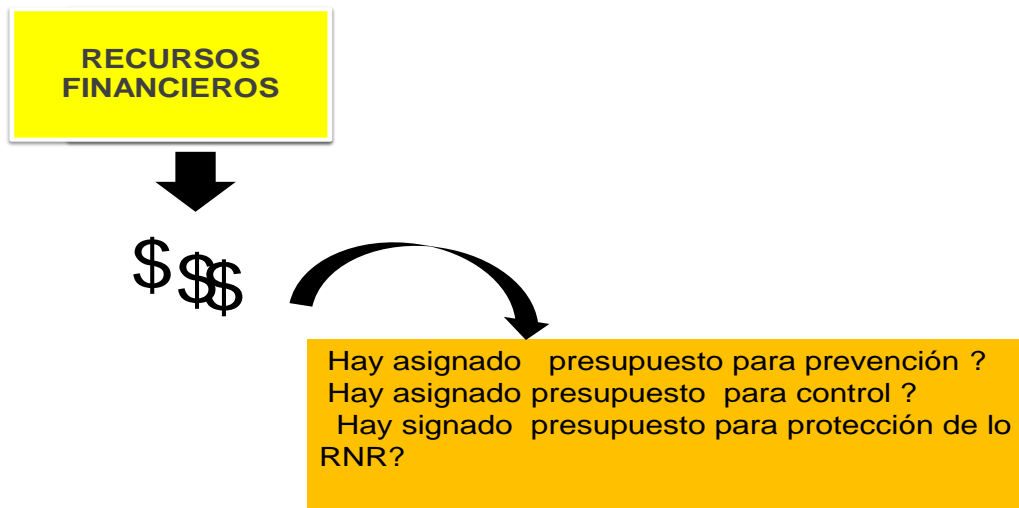 RECURSOS
FINANCIEROS
$ $$
Hay asignado presupuesto para prevención ?
Hay asignado presupuesto para control ?
Hay signado presupuesto para protección de lo
RNR?